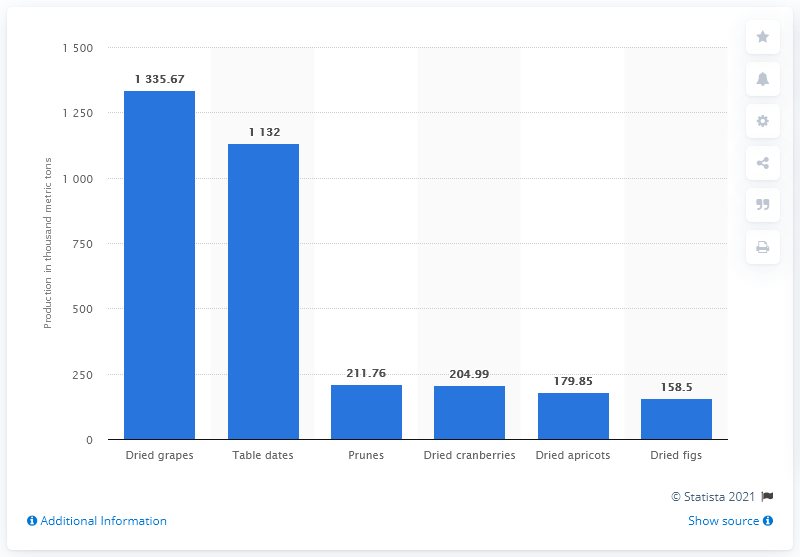 1 500
1 250
1 000
750
500
250
0
Production in thousand metric tons
1 335.67
1 132
211.76
204.99
179.85
158.5
Dried grapes
Table dates
Prunes
Dried cranberries
Dried apricots
Dried figs
© Statista 2021
Additional Information
Show source